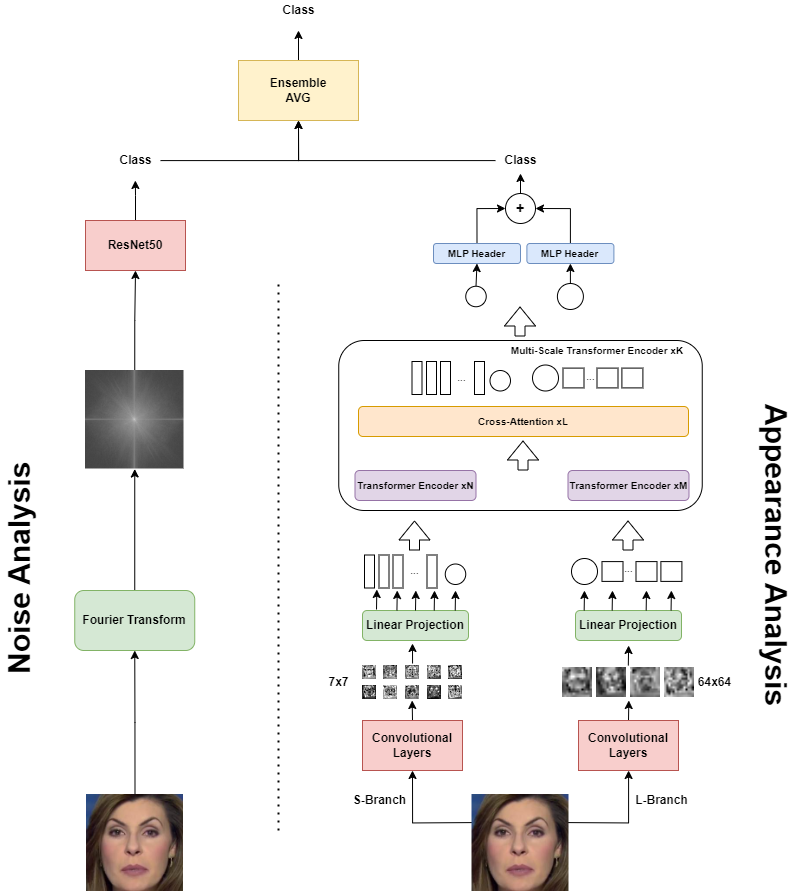 Class
Ensemble
AVG
Class
Class
ResNet50
+
MLP Header
MLP Header
Multi-Scale Transformer Encoder xK
...
...
Cross-Attention xL
Transformer Encoder xN
Transformer Encoder xM
Noise Analysis
Appearance Analysis
...
...
Fourier Transform
Linear Projection
Linear Projection
7x7
64x64
Convolutional
Layers
Convolutional
Layers
S-Branch
L-Branch